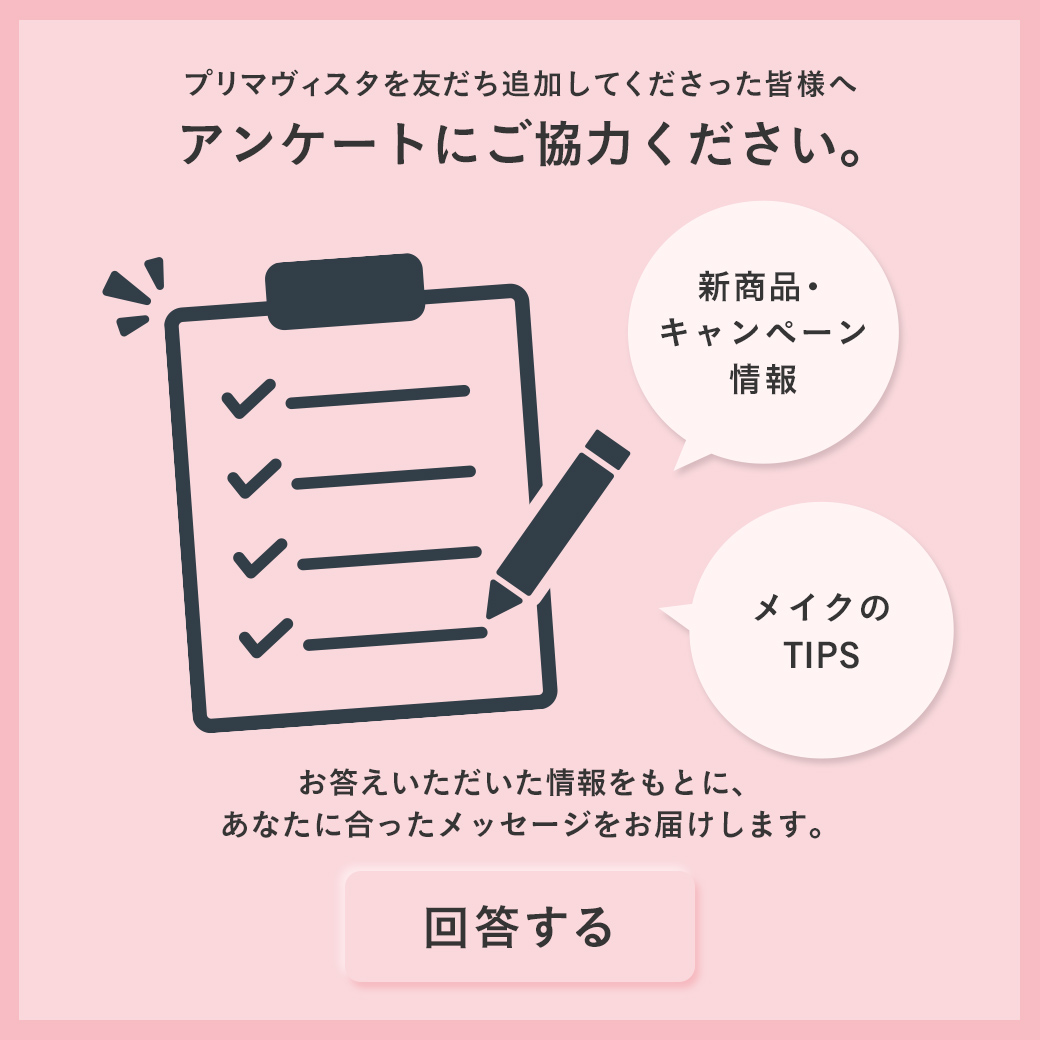 プリマヴィスタを友だち追加してくださった皆様へ
アンケートにご協力ください。
新商品・
キャンペーン
情報
メイクの
TIPS
お答えいただいた情報をもとに、
あなたに合ったメッセージをお届けします。
回答する